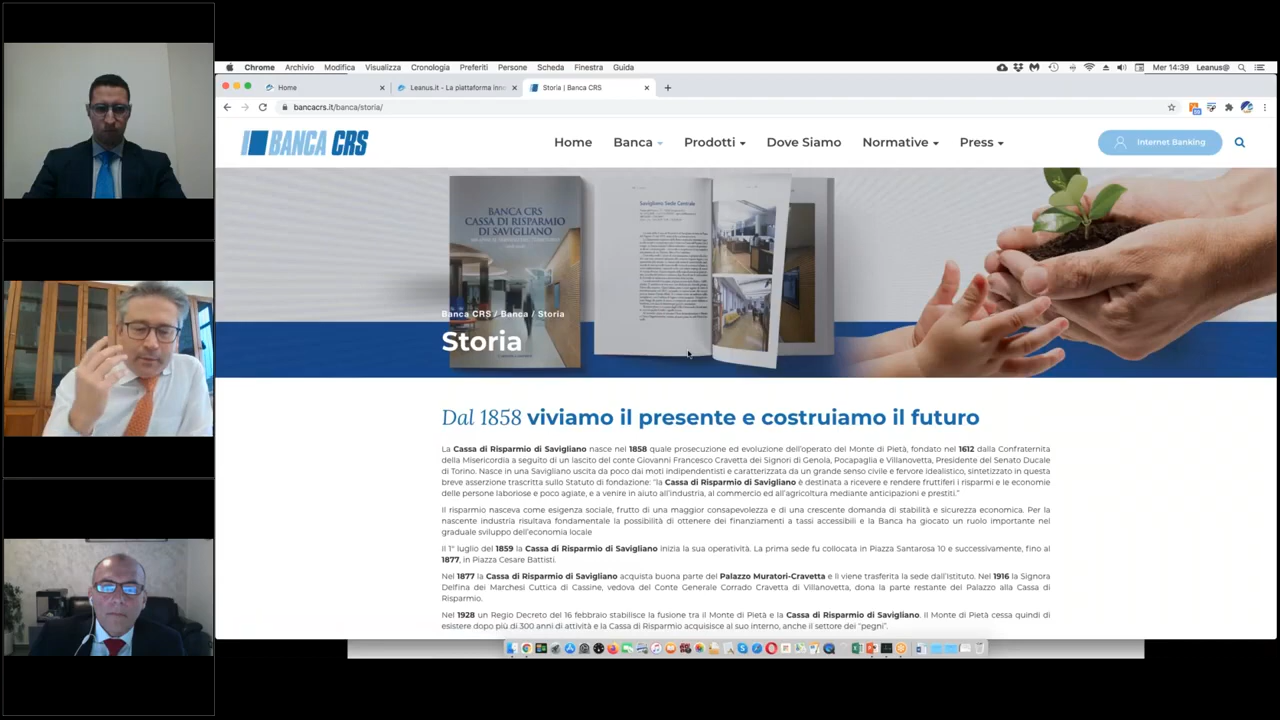 Chrome Archivio Modifica Visualizza Cronologia Preferiti Persone Scheda Finestra Guida Mer 14:39 Leanus@
Home Leanus.it - La piattaforma inno Storia | Banca CRS
bancacrs.it/banca/storia/
BANCA CRS Home Banca Prodotti Dove Siamo Normative Press Internet Banking
BANCA CRS
CASSA DI RISPARMIO
DI SAVIGLIANO
Savigliano Sede Centrale
Banca CRS / Banca / Storia
Storia
Dal 1858 viviamo il presente e costruiamo il futuro
La Cassa di Risparmio di Savigliano nasce nel 1858 quale prosecuzione ed evoluzione dell'operato del Monte di Pietà, fondato nel 1612 dalla Confraternita
della Misericordia a seguito di un lascito del conte Giovanni Francesco Cravetta dei Signori di Genola, Pocapaglia e Villanovetta, Presidente del Senato Ducale
di Torino. Nasce in una Savigliano uscita da poco dai moti indipendentisti e caratterizzata da un grande senso civile e fervore idealistico, sintetizzato in questa
breve asserzione trascritta sullo Statuto di fondazione: "la Cassa di Risparmio di Savigliano è destinata a ricevere e rendere fruttiferi i risparmi e le economie
delle persone laboriose e poco agiate, e a venire in aiuto all'industria, al commercio ed all'agricoltura mediante anticipazioni e prestiti."
Il risparmio nasceva come esigenza sociale, frutto di una maggior consapevolezza e di una crescente domanda di stabilità e sicurezza economica. Per la
nascente industria risultava fondamentale la possibilità di ottenere dei finanziamenti a tassi accessibili e la Banca ha giocato un ruolo importante nel
graduale sviluppo dell'economia locale
Il 1° luglio del 1859 la Cassa di Risparmio di Savigliano inizia la sua operatività. La prima sede fu collocata in Piazza Santarosa 10 e successivamente, fino al
1877, in Piazza Cesare Battisti.
Nel 1877 la Cassa di Risparmio di Savigliano acquista buona parte del Palazzo Muratori-Cravetta e lì viene trasferita la sede dall'Istituto. Nel 1916 la Signora
Delfina dei Marchesi Cuttica di Cassine, vedova del Conte Generale Corrado Cravetta di Villanovetta, dona la parte restante del Palazzo alla Cassa di
Risparmio.
Nel 1928 un Regio Decreto del 16 febbraio stabilisce la fusione tra il Monte di Pietà e la Cassa di Risparmio di Savigliano. Il Monte di Pietà cessa quindi di
esistere dopo più di 300 anni di attività e la Cassa di Risparmio acquisisce al suo interno, anche il settore dei "pegni".